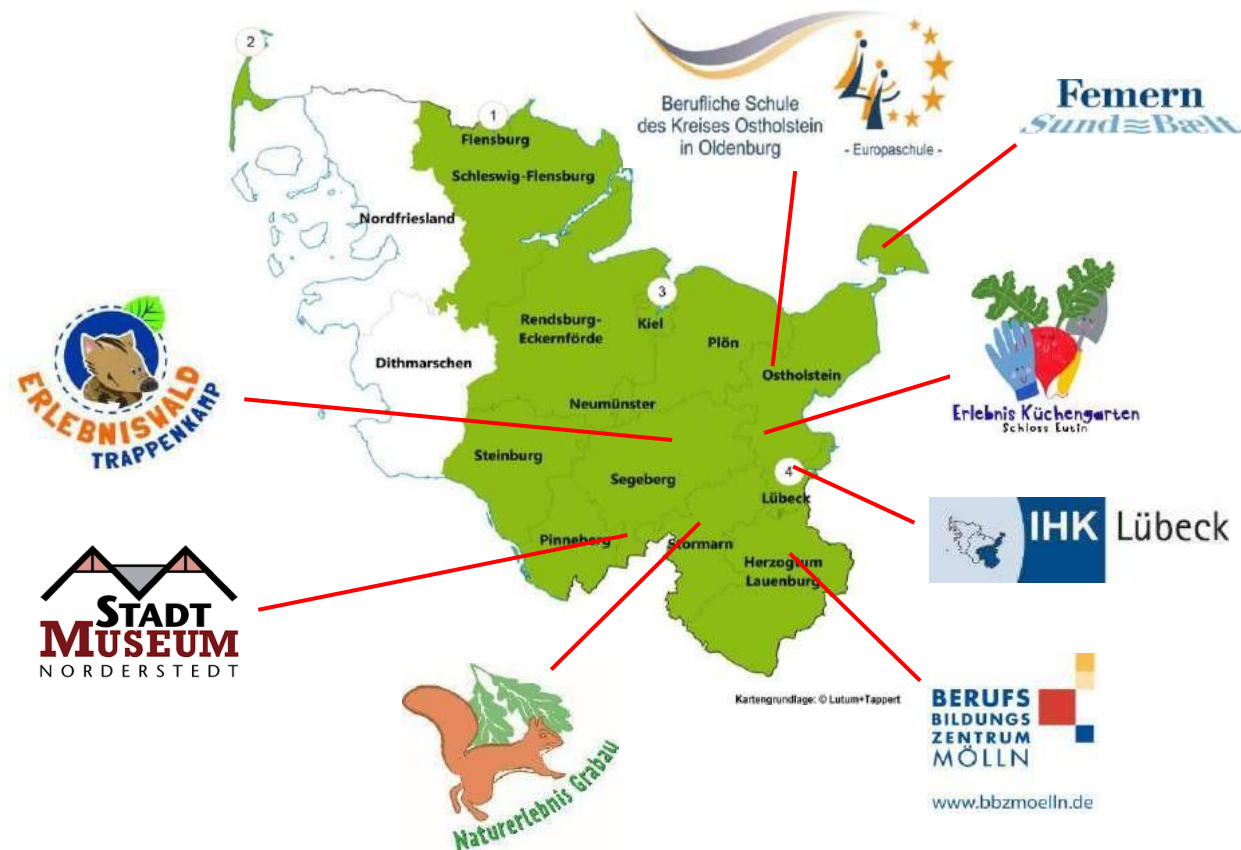 2
1
Flensburg
Schleswig-Flensburg
Nordfriesland
3
Rendsburg-
Eckernförde
Kiel
Plön
Dithmarschen
Ostholstein
Neumünster
Steinburg
Segeberg
4
Lübeck
Pinneberg
Stormarn
Herzogtum
Lauenburg
Kartengrundlage: © Lutum+Tappert
Berufliche Schule
des Kreises Ostholstein
in Oldenburg
- Europaschule -
Femern
Sund Bælt
Erlebnis Küchengarten
Schloss Eutin
IHK Lübeck
BERUFS
BILDUNGS
ZENTRUM
MÖLLN
www.bbzmoelln.de
Naturerlebnis Grabau
STADT
MUSEUM
NORDERSTEDT
ERLEBNISWALD
TRAPPENKAMP